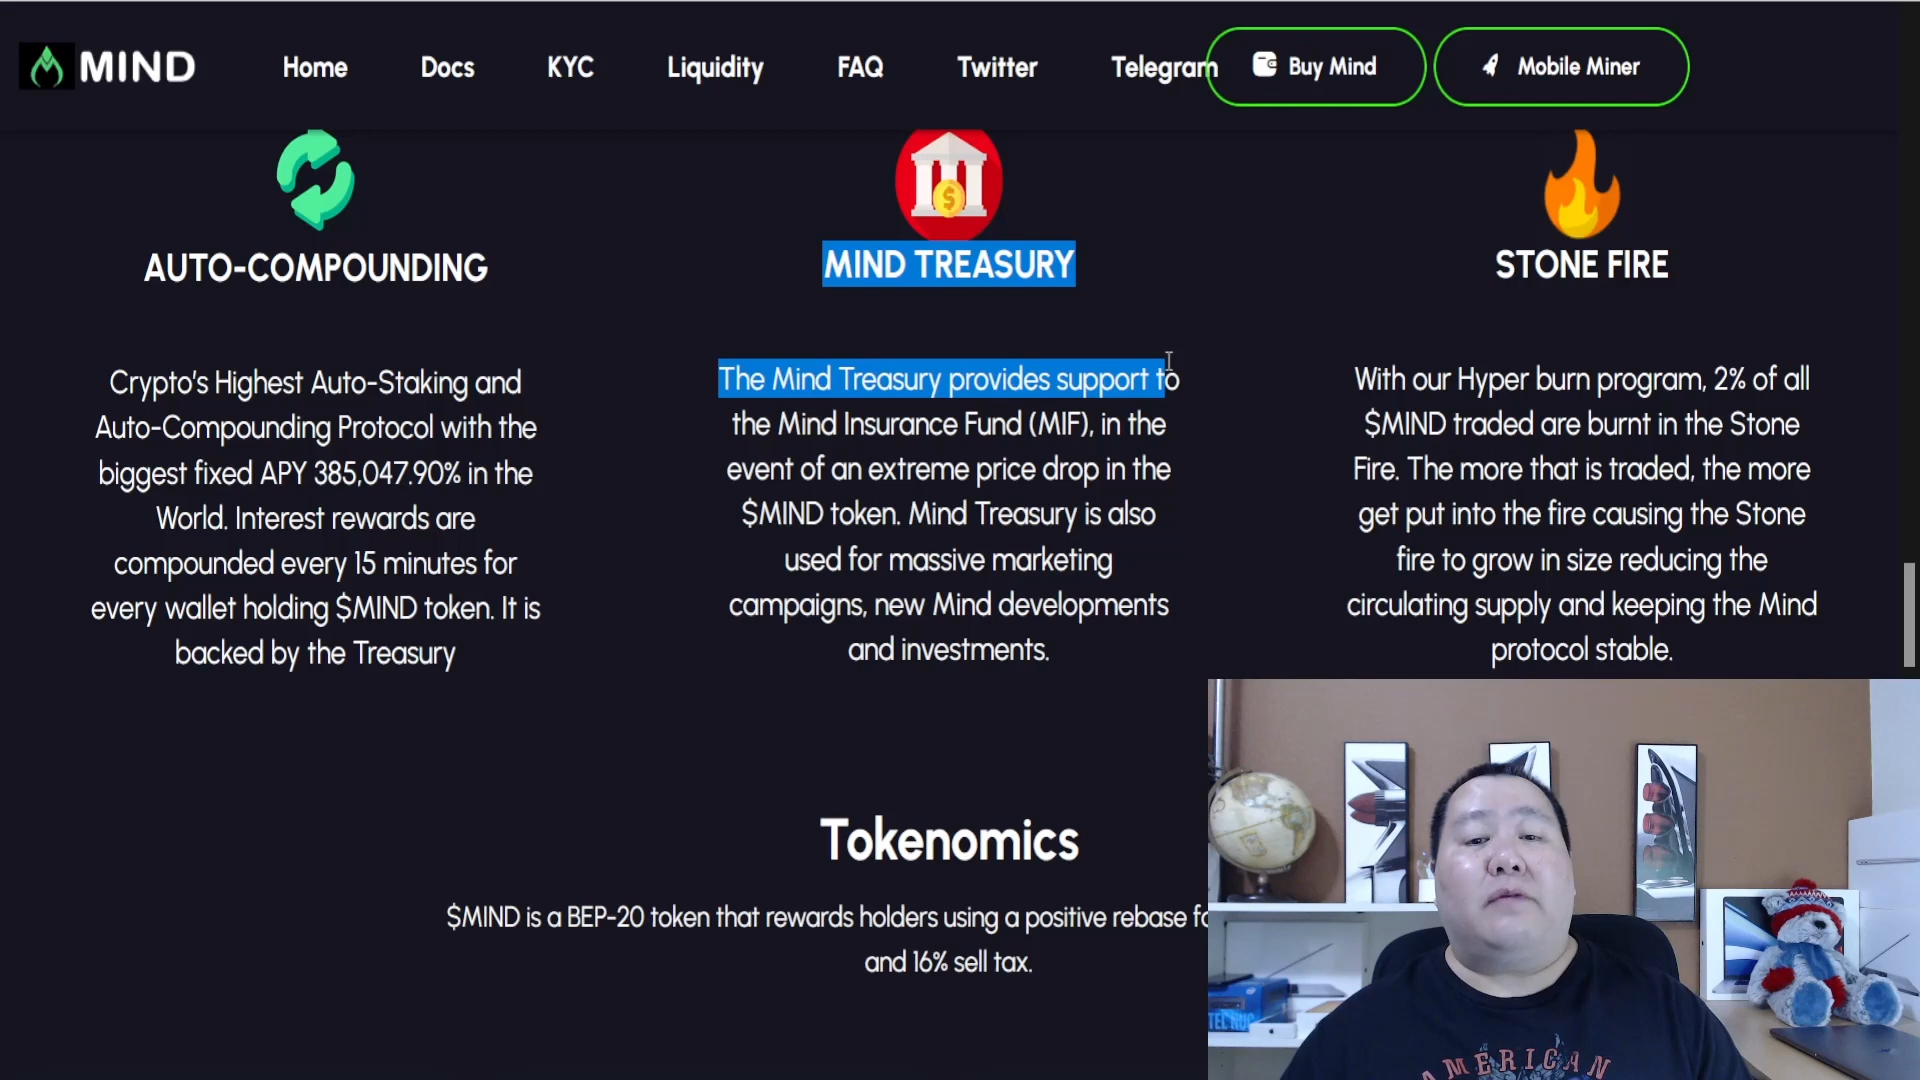 MIND
Home
Docs
KYC
Liquidity
FAQ
Twitter
Telegram
Buy Mind
Mobile Miner
AUTO-COMPOUNDING
Crypto's Highest Auto-Staking and
Auto-Compounding Protocol with the
biggest fixed APY 385,047.90% in the
World. Interest rewards are
compounded every 15 minutes for
every wallet holding $MIND token. It is
backed by the Treasury
MIND TREASURY
The Mind Treasury provides support to
the Mind Insurance Fund (MIF), in the
event of an extreme price drop in the
$MIND token. Mind Treasury is also
used for massive marketing
campaigns, new Mind developments
and investments.
STONE FIRE
With our Hyper burn program, 2% of all
$MIND traded are burnt in the Stone
Fire. The more that is traded, the more
get put into the fire causing the Stone
fire to grow in size reducing the
circulating supply and keeping the Mind
protocol stable.
Tokenomics
$MIND is a BEP-20 token that rewards holders using a positive rebase
and 16% sell tax.
AMERICAN